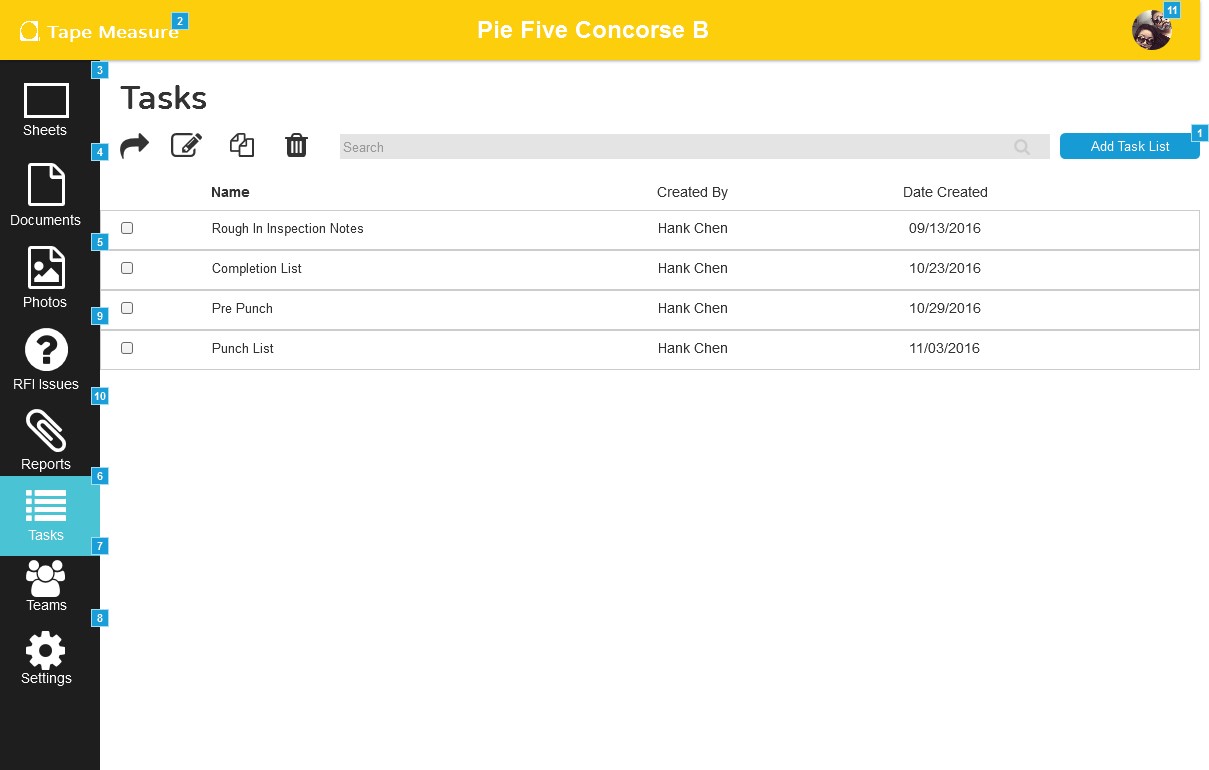 Tape Measure
2
Pie Five Concorse B
11
3
Sheets
4
Documents
5
Photos
9
RFI Issues
10
Reports
6
Tasks
7
Teams
8
Settings
Tasks
Search
Add Task List
1
Name Created By Date Created
Rough In Inspection Notes Hank Chen 09/13/2016
Completion List Hank Chen 10/23/2016
Pre Punch Hank Chen 10/29/2016
Punch List Hank Chen 11/03/2016